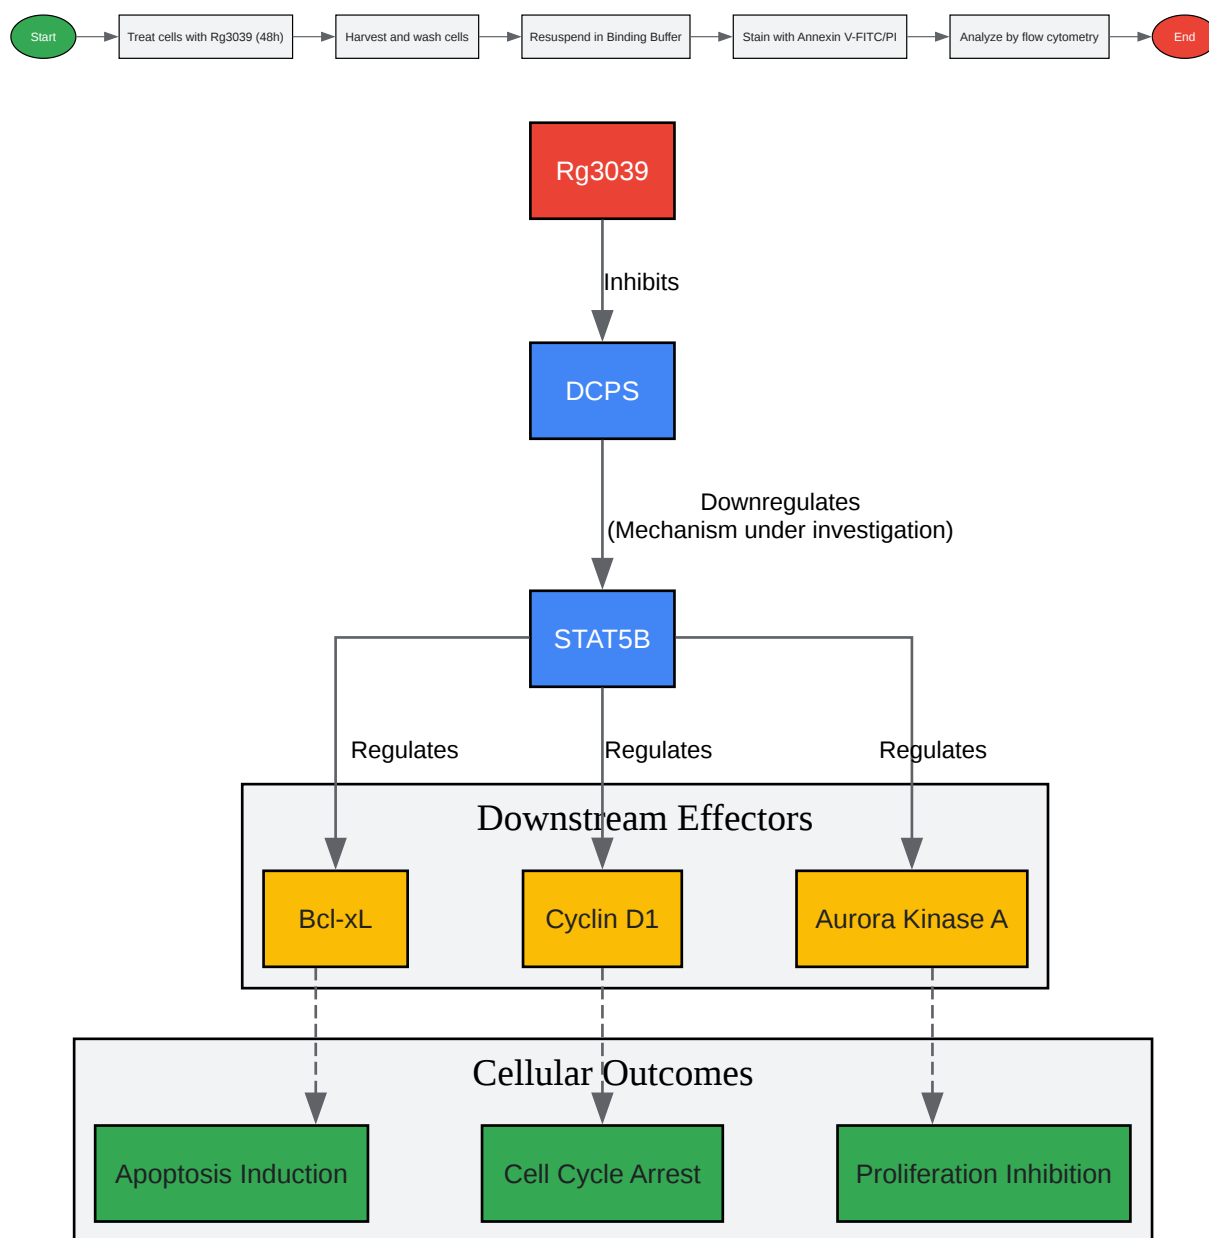 Start
Treat cells with Rg3039 (48h)
Harvest and wash cells
Resuspend in Binding Buffer
Stain with Annexin V-FITC/PI
Analyze by flow cytometry
End
Rg3039
Inhibits
DCPS
Downregulates
(Mechanism under investigation)
STAT5B
Regulates
Regulates
Regulates
Downstream Effectors
Bcl-xL
Cyclin D1
Aurora Kinase A
Cellular Outcomes
Apoptosis Induction
Cell Cycle Arrest
Proliferation Inhibition